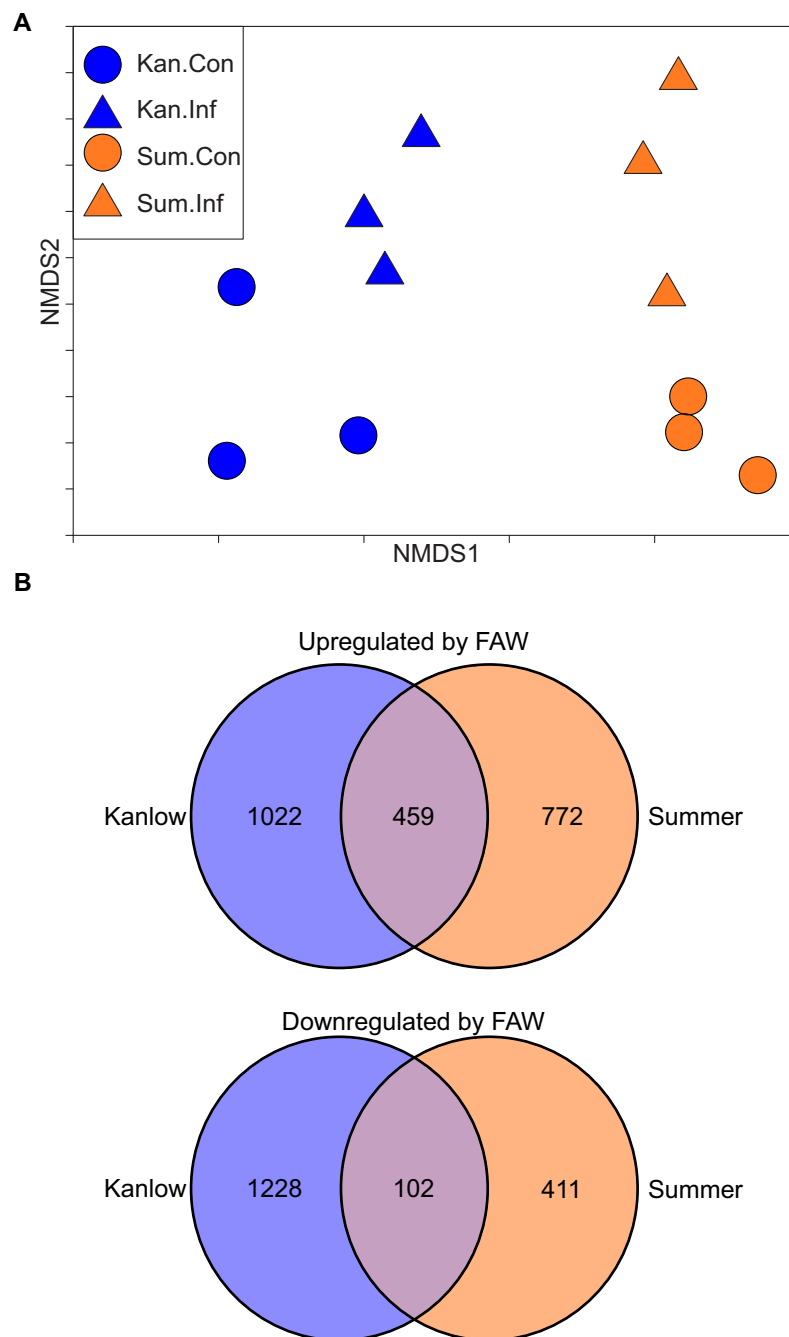 A
Kan.Con
Kan.Inf
Sum.Con
Sum.Inf
NMDS2
NMDS1
B
Upregulated by FAW
Kanlow 1022 459 772 Summer
Downregulated by FAW
Kanlow 1228 102 411 Summer